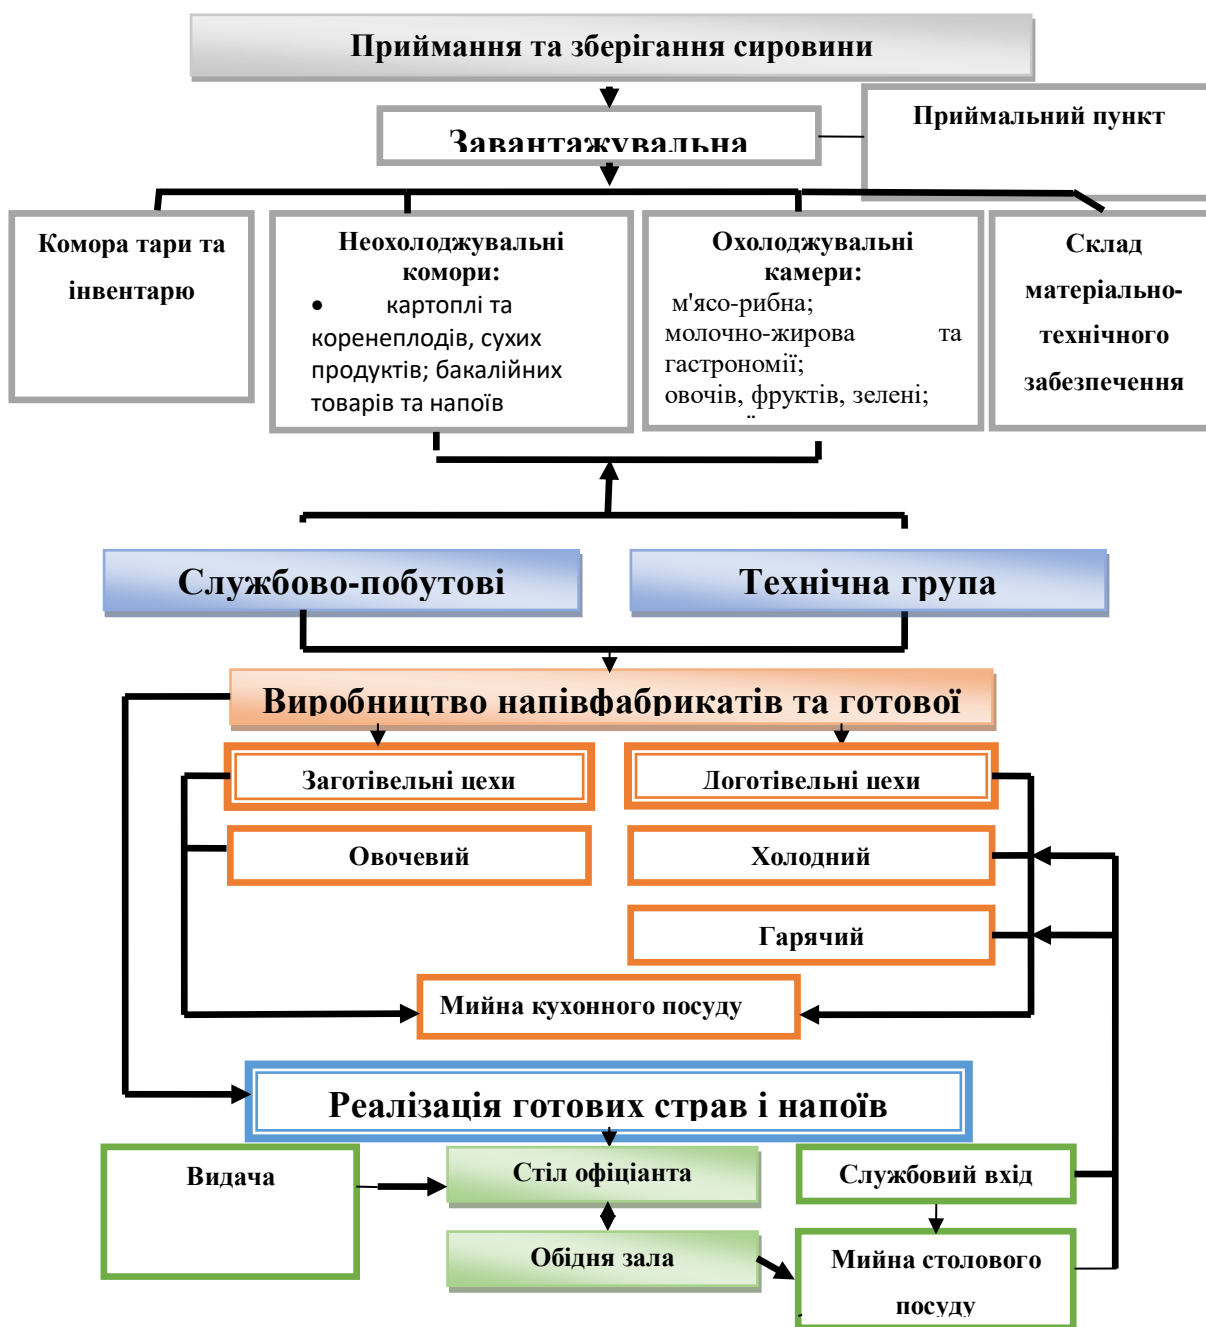 Приймання та зберігання сировини
Завантажувальна
Приймальний пункт
Комора тари та
інвентарю
Неохолоджувальні
комори:
• картоплі та
коренеплодів, сухих
продуктів; бакалійних
товарів та напоїв
Охолоджувальні
камери:
м'ясо-рибна;
молочно-жирова та
гастрономії;
овочів, фруктів, зелені;
Склад
матеріально-
технічного
забезпечення
Службово-побутові
Технічна група
Виробництво напівфабрикатів та готової
Заготівельні цехи
Доготівельні цехи
Овочевий
Холодний
Гарячий
Мийна кухонного посуду
Реалізація готових страв і напоїв
Видача
Стіл офіціанта
Службовий вхід
Обідня зала
Мийна столового
посуду